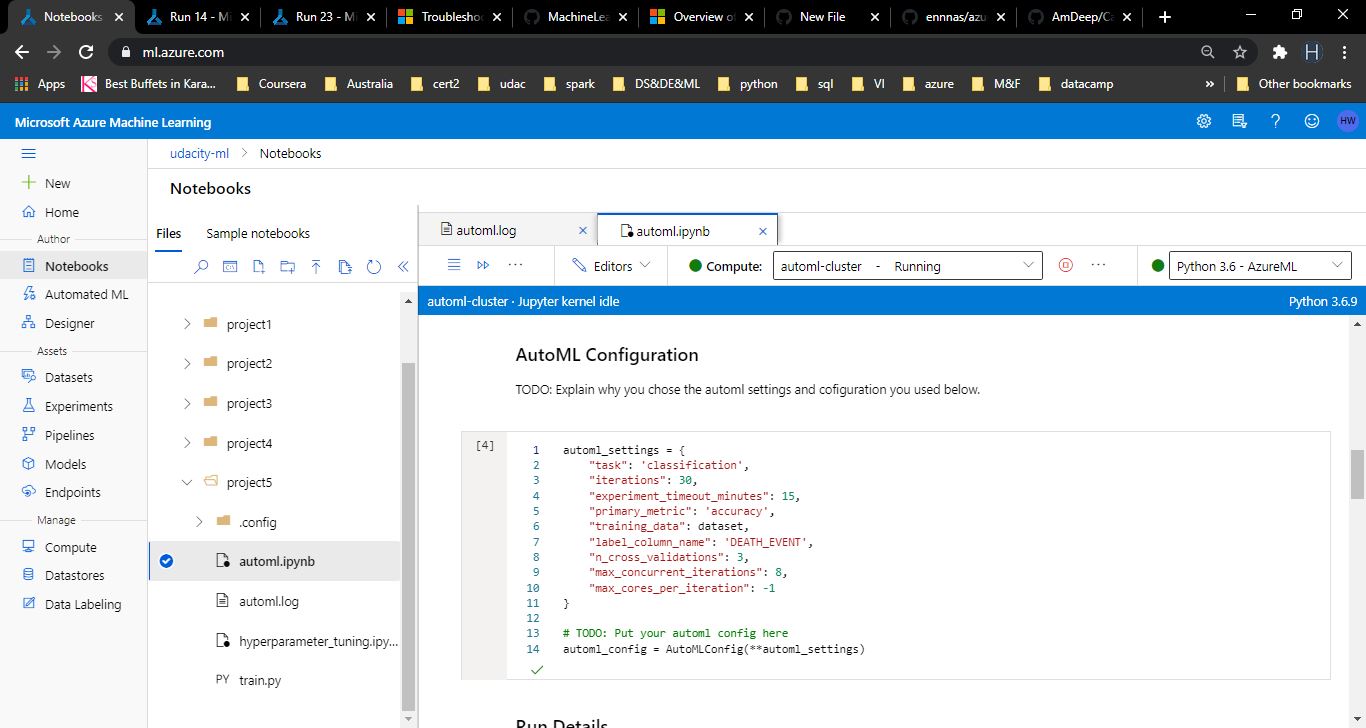 Notebooks
Run 14 - Mi
Run 23 - Mi
Troublesho
MachineLea
Overview of
New File
ennnas/azu
AmDeep/Ca
ml.azure.com
Apps
Best Buffets in Kara...
Coursera
Australia
cert2
udac
spark
DS&DE&ML
python
sql
VI
azure
M&F
datacamp
»
Other bookmarks
Microsoft Azure Machine Learning
HW
udacity-ml > Notebooks
New
Home
Author
Notebooks
Automated ML
Designer
Assets
Datasets
Experiments
Pipelines
Models
Endpoints
Manage
Compute
Datastores
Data Labeling
Notebooks
Files
Sample notebooks
project1
project2
project3
project4
project5
.config
automl.ipynb
automl.log
hyperparameter_tuning.ipy...
PY train.py
automl.log
automl.ipynb
Editors
Compute:
automl-cluster - Running
Python 3.6 - AzureML
automl-cluster · Jupyter kernel idle
Python 3.6.9
AutoML Configuration
TODO: Explain why you chose the automl settings and cofiguration you used below.
[4]
1 automl_settings = {
2 "task": 'classification',
3 "iterations": 30,
4 "experiment_timeout_minutes": 15,
5 "primary_metric": 'accuracy',
6 "training_data": dataset,
7 "label_column_name": 'DEATH_EVENT',
8 "n_cross_validations": 3,
9 "max_concurrent_iterations": 8,
10 "max_cores_per_iteration": -1
11 }
12
13 # TODO: Put your automl config here
14 automl_config = AutoMLConfig(**automl_settings)
Run Details